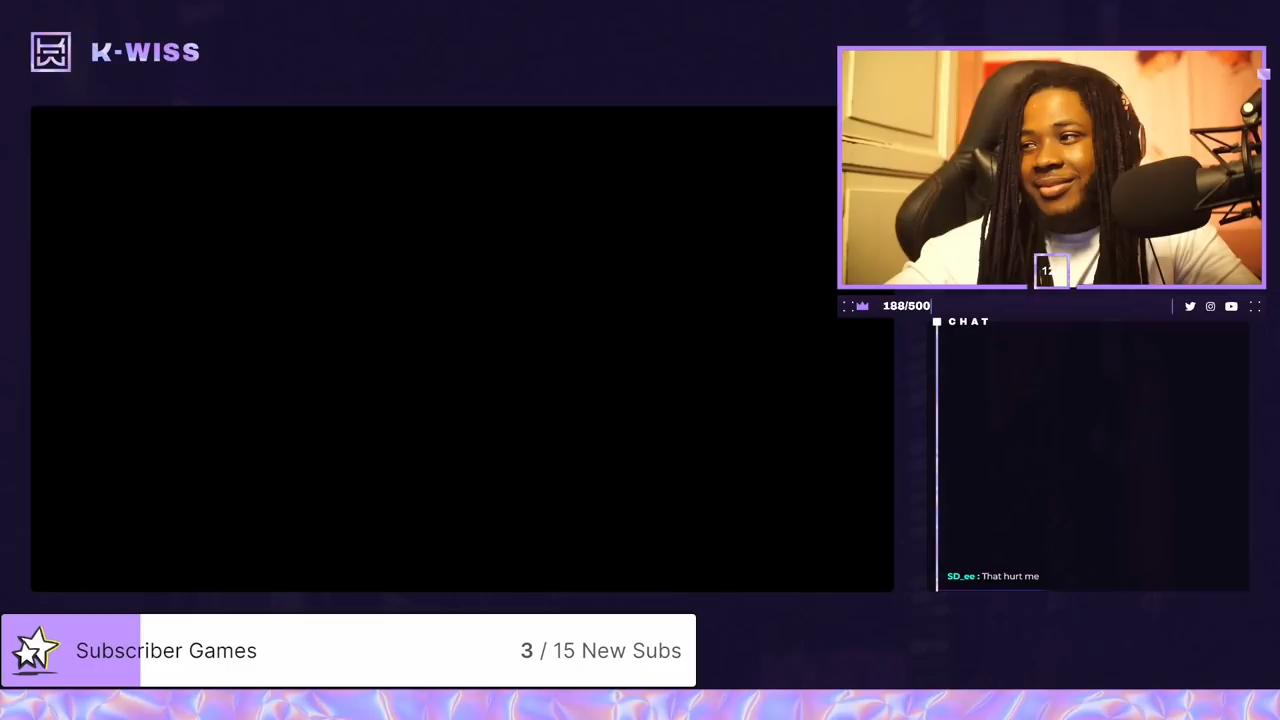 K-WISS
188/500
CHAT
SD_ee : That hurt me
Subscriber Games
3 / 15 New Subs